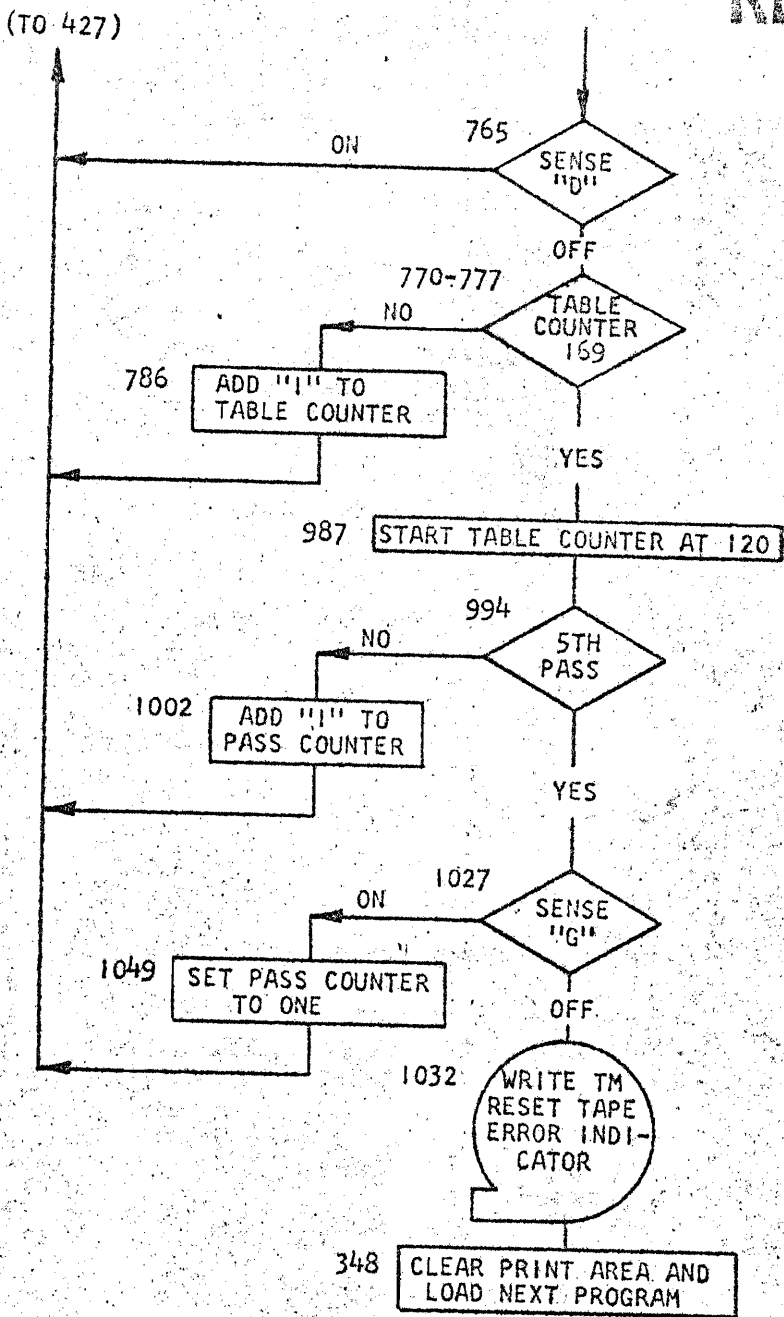 (TO 427)
765
ON
SENSE
"D"
OFF
770-777
NO
TABLE
COUNTER
169
786
ADD "1" TO
TABLE COUNTER
YES
987
START TABLE COUNTER AT 120
994
NO
5TH
PASS
1002
ADD "1" TO
PASS COUNTER
YES
1027
ON
SENSE
"G"
1049
SET PASS COUNTER
TO ONE
OFF
1032
WRITE TM
RESET TAPE
ERROR INDI-
CATOR
348
CLEAR PRINT AREA AND
LOAD NEXT PROGRAM